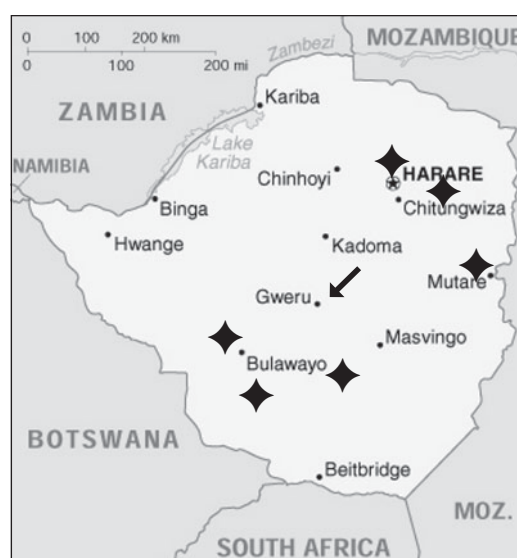 0 100 200 km
0 100 200 mi
Zambezi
MOZAMBIQUE
ZAMBIA
Kariba
Lake
Kariba
NAMIBIA
Chinhoyi
HARARE
Binga
Chitungwiza
Hwange
Kadoma
Mutare
Gweru
Masvingo
Bulawayo
BOTSWANA
Beitbridge
MOZ.
SOUTH AFRICA